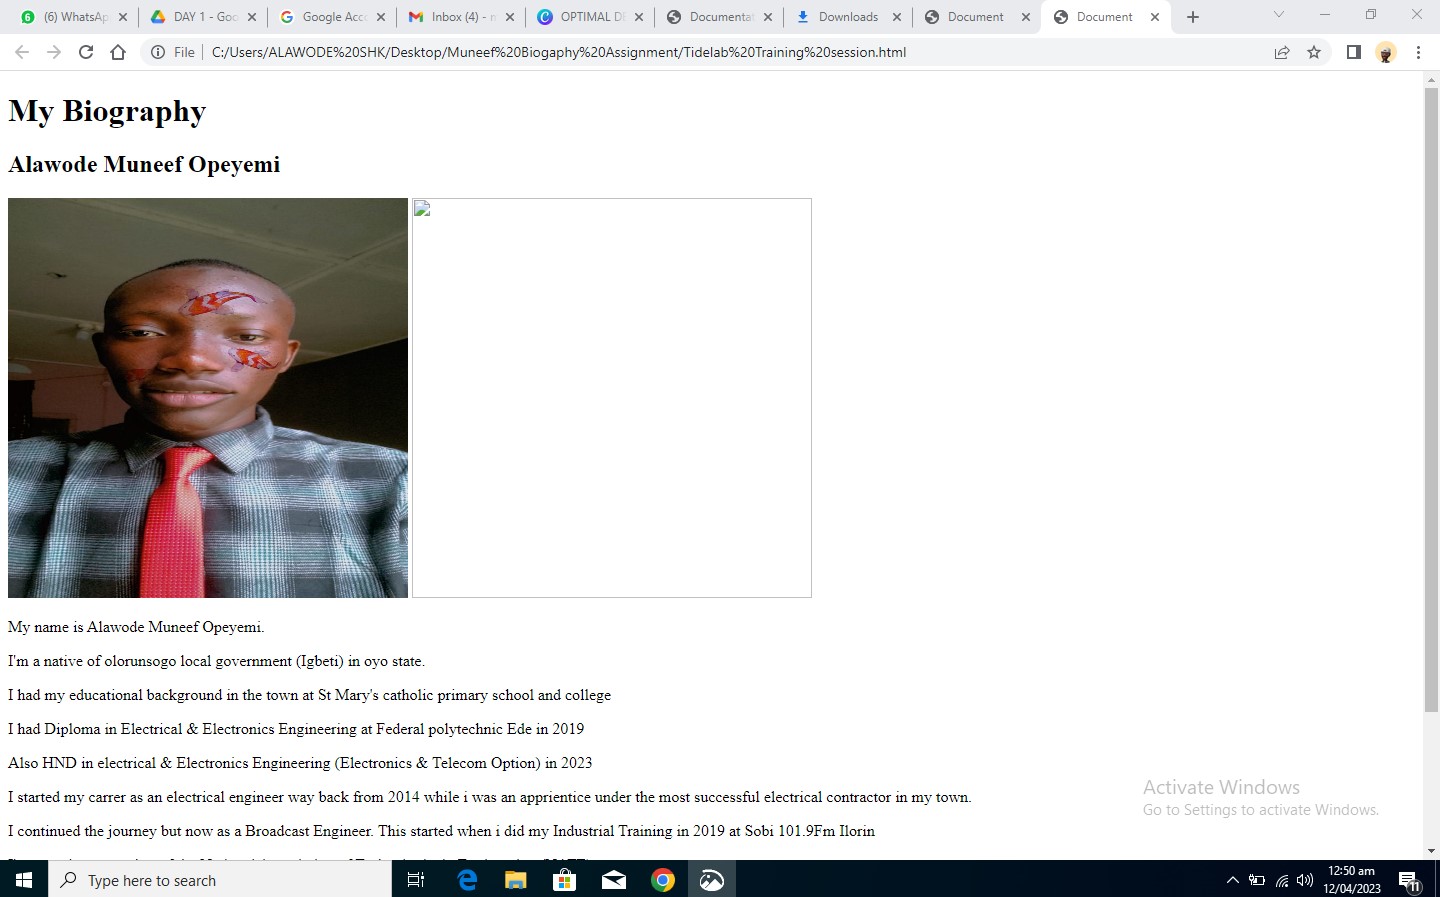 (6) WhatsAp
DAY 1 - Goo
Google Acc
Inbox (4) -
OPTIMAL DE
Documentat
Downloads
Document
Document
File
C:/Users/ALAWODE%20SHK/Desktop/Muneef%20Biogaphy%20Assignment/Tidelab%20Training%20session.html
My Biography
Alawode Muneef Opeyemi
My name is Alawode Muneef Opeyemi.
I'm a native of olorunsogo local government (Igbeti) in oyo state.
I had my educational background in the town at St Mary's catholic primary school and college
I had Diploma in Electrical & Electronics Engineering at Federal polytechnic Ede in 2019
Also HND in electrical & Electronics Engineering (Electronics & Telecom Option) in 2023
I started my carrer as an electrical engineer way back from 2014 while i was an apprientice under the most successful electrical contractor in my town.
I continued the journey but now as a Broadcast Engineer. This started when i did my Industrial Training in 2019 at Sobi 101.9Fm Ilorin
Activate Windows
Go to Settings to activate Windows.
Type here to search
12:50 am
12/04/2023
11